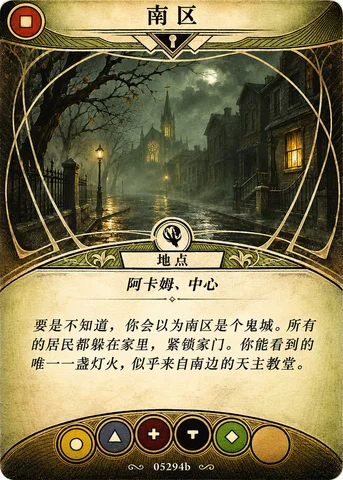 南区
地点
阿卡姆、中心
要是不知道，你会以为南区是个鬼城。所有
的居民都躲在家里，紧锁家门。你能看到的
唯一一盏灯火，似乎来自南边的天主教堂。
05294b